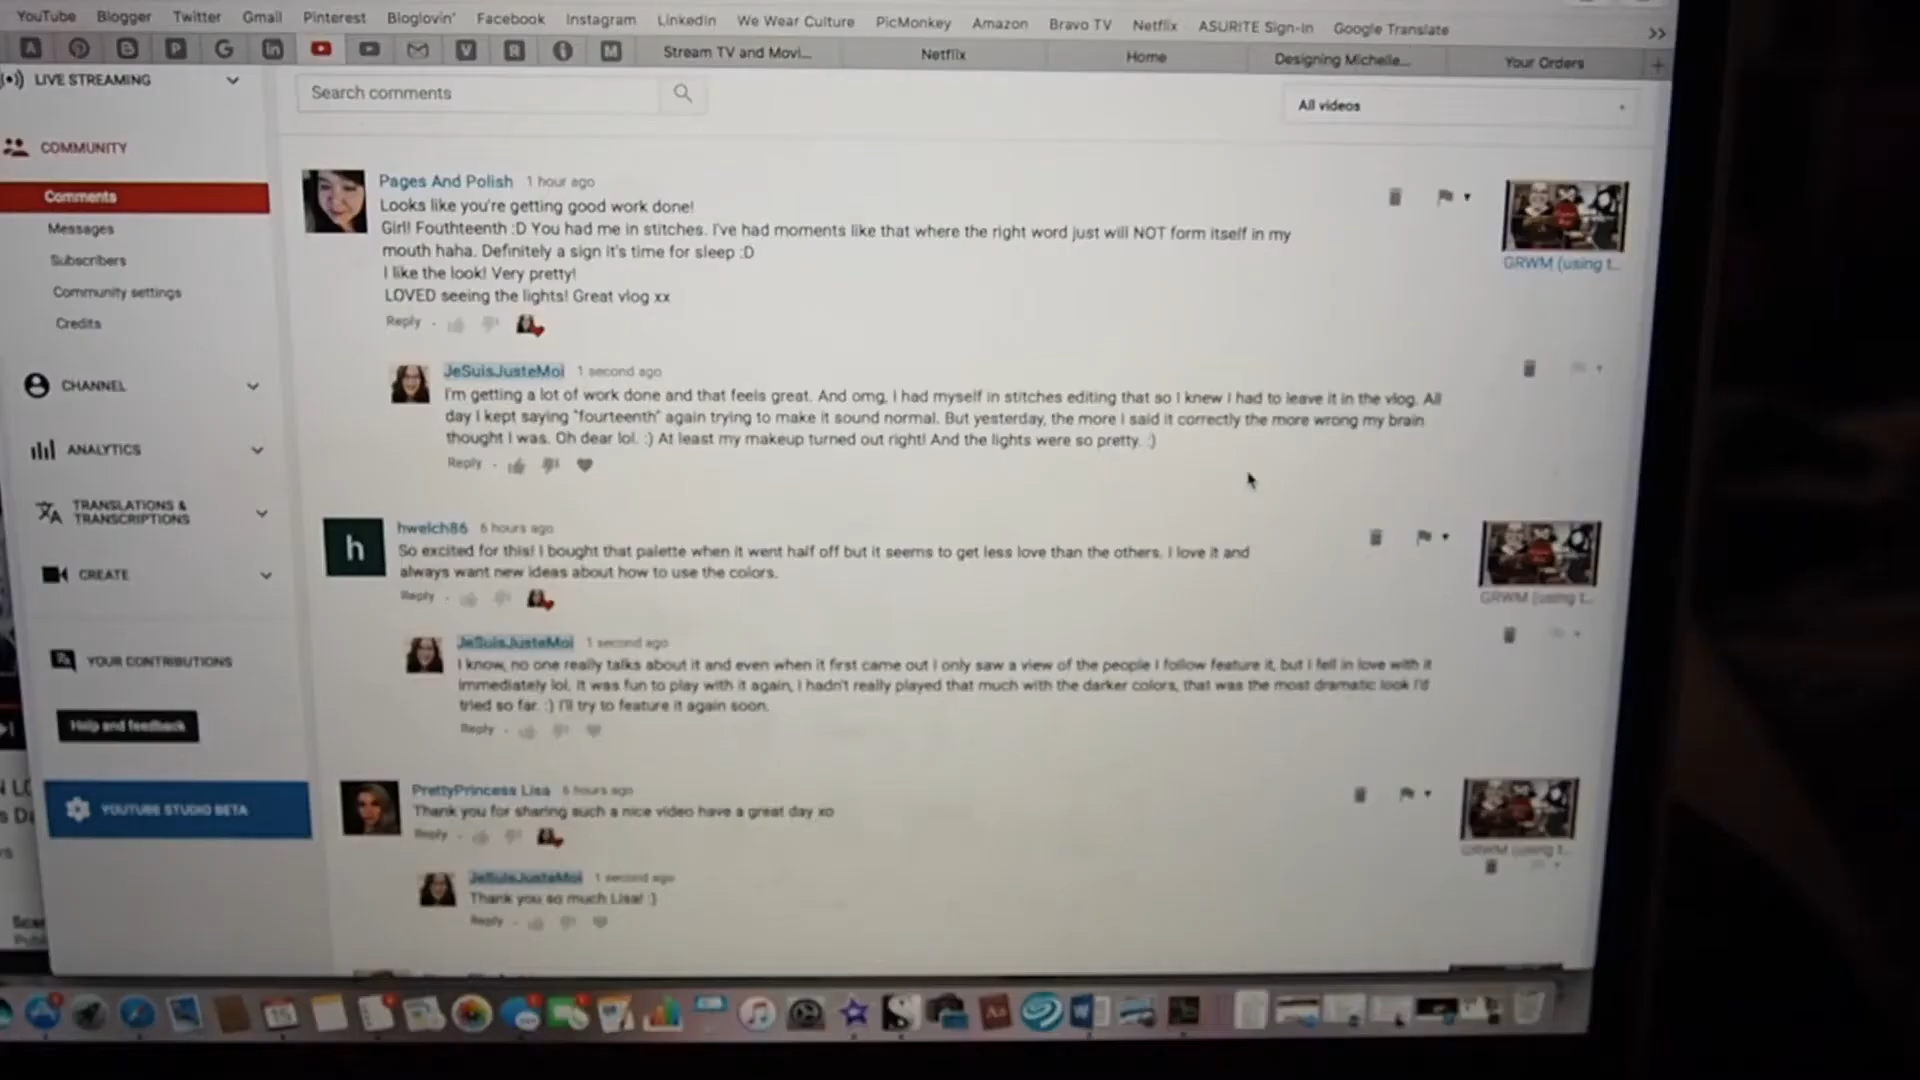 YouTube Blogger Twitter Gmail Pinterest Bloglovin' Facebook Instagram LinkedIn We Wear Culture PicMonkey Amazon Bravo TV Netflix ASURITE Sign-In Google Translate >>
Stream TV and Movi... Netflix Home Designing Michelle... Your Orders +
LIVE STREAMING
Search comments
All videos
COMMUNITY
Comments
Messages
Subscribers
Community settings
Credits
CHANNEL
ANALYTICS
TRANSLATIONS &
TRANSCRIPTIONS
CREATE
YOUR CONTRIBUTIONS
Help and feedback
YOUTUBE STUDIO BETA
Pages And Polish 1 hour ago
Looks like you're getting good work done!
Girl! Fouthteenth :D You had me in stitches. I've had moments like that where the right word just will NOT form itself in my
mouth haha. Definitely a sign it's time for sleep :D
I like the look! Very pretty!
LOVED seeing the lights! Great vlog xx
Reply
GRWM (using t...
JeSuisJusteMoi 1 second ago
I'm getting a lot of work done and that feels great. And omg, I had myself in stitches editing that so I knew I had to leave it in the vlog. All
day I kept saying "fourteenth" again trying to make it sound normal. But yesterday, the more I said it correctly the more wrong my brain
thought I was. Oh dear lol. :) At least my makeup turned out right! And the lights were so pretty. :)
Reply
h
hwelch86 6 hours ago
So excited for this! I bought that palette when it went half off but it seems to get less love than the others. I love it and
always want new ideas about how to use the colors.
Reply
GRWM (using t...
JeSuisJusteMoi 1 second ago
I know, no one really talks about it and even when it first came out I only saw a view of the people I follow feature it, but I fell in love with it
immediately lol. It was fun to play with it again, I hadn't really played that much with the darker colors, that was the most dramatic look I'd
tried so far. :) I'll try to feature it again soon.
Reply
PrettyPrincess Lisa 6 hours ago
Thank you for sharing such a nice video have a great day xo
Reply
GRWM (using t...
JeSuisJusteMoi 1 second ago
Thank you so much Lisa! :)
Reply